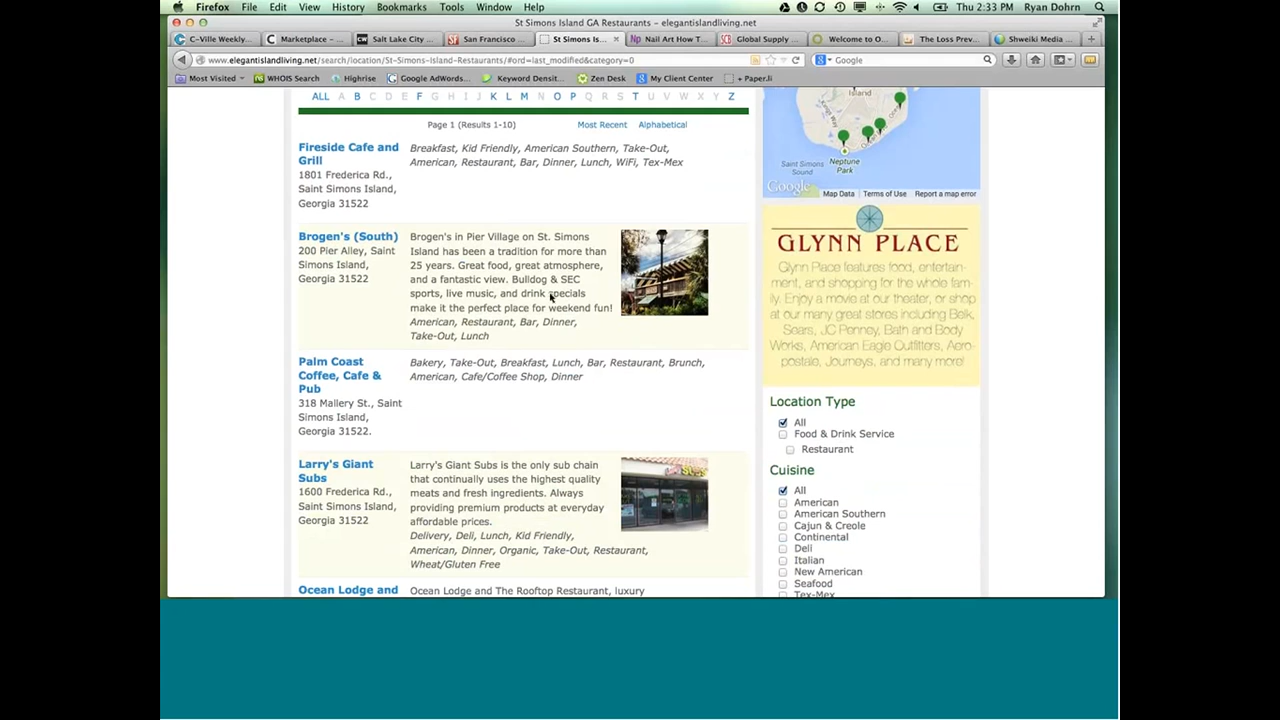 Firefox File Edit View History Bookmarks Tools Window Help Thu 2:33 PM Ryan Dohrn
St Simons Island GA Restaurants – elegantislandliving.net
C-Ville Weekly... Marketplace – ... Salt Lake City ... San Francisco ... St Simons Is... Nail Art How T... Global Supply ... Welcome to O... The Loss Prev... Shweiki Media ...
www.elegantislandliving.net/search/location/St-Simons-Island-Restaurants/#ord=last_modified&category=0 Google
Most Visited WHOIS Search Highrise Google AdWords... Keyword Densit... Zen Desk My Client Center + Paper.li
ALL A B C D E F G H I J K L M N O P Q R S T U V W X Y Z
Page 1 (Results 1-10) Most Recent Alphabetical
Fireside Cafe and
Grill
1801 Frederica Rd.,
Saint Simons Island,
Georgia 31522
Breakfast, Kid Friendly, American Southern, Take-Out,
American, Restaurant, Bar, Dinner, Lunch, WiFi, Tex-Mex
Brogen's (South)
200 Pier Alley, Saint
Simons Island,
Georgia 31522
Brogen's in Pier Village on St. Simons
Island has been a tradition for more than
25 years. Great food, great atmosphere,
and a fantastic view. Bulldog & SEC
sports, live music, and drink specials
make it the perfect place for weekend fun!
American, Restaurant, Bar, Dinner,
Take-Out, Lunch
Palm Coast
Coffee, Cafe &
Pub
318 Mallery St., Saint
Simons Island,
Georgia 31522.
Bakery, Take-Out, Breakfast, Lunch, Bar, Restaurant, Brunch,
American, Cafe/Coffee Shop, Dinner
Larry's Giant
Subs
1600 Frederica Rd.,
Saint Simons Island,
Georgia 31522
Larry's Giant Subs is the only sub chain
that continually uses the highest quality
meats and fresh ingredients. Always
providing premium products at everyday
affordable prices.
Delivery, Deli, Lunch, Kid Friendly,
American, Dinner, Organic, Take-Out, Restaurant,
Wheat/Gluten Free
Ocean Lodge and
Ocean Lodge and The Rooftop Restaurant, luxury
Island
Saint Simons
Sound
Neptune
Park
Google
Map Data Terms of Use Report a map error
GLYNN PLACE
Glynn Place features food, entertain-
ment, and shopping for the whole fam-
ily. Enjoy a movie at our theater, or shop
at our many great stores including Belk,
Sears, JC Penney, Bath and Body
Works, American Eagle Outfitters, Aero-
postale, Journeys, and many more!
Location Type
All
Food & Drink Service
Restaurant
Cuisine
All
American
American Southern
Cajun & Creole
Continental
Deli
Italian
New American
Seafood
Tex-Mex